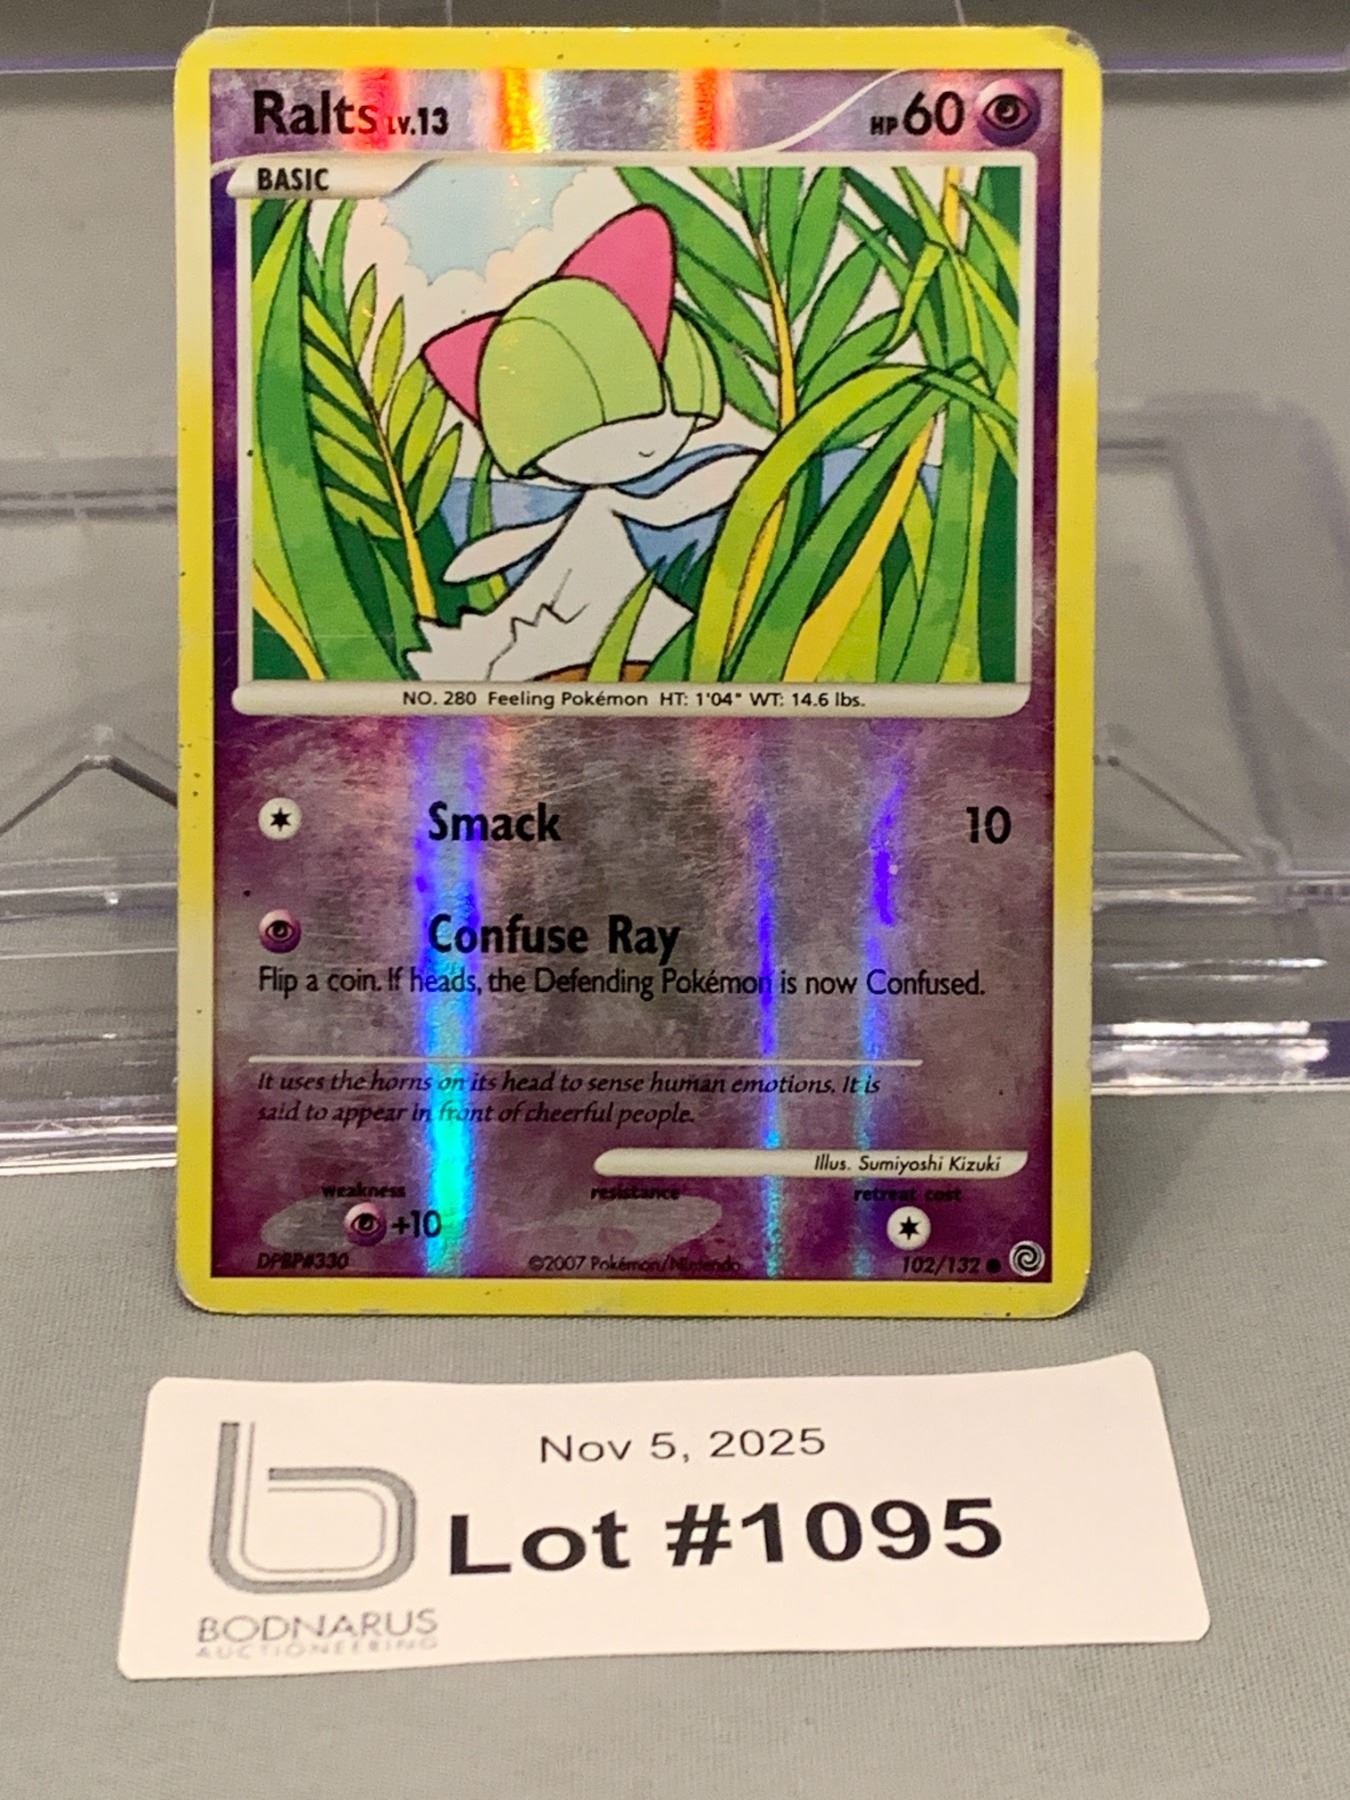 Ralts LV.13 HP 60
BASIC
NO. 280 Feeling Pokémon HT: 1'04" WT: 14.6 lbs.
Smack 10
Confuse Ray
Flip a coin. If heads, the Defending Pokémon is now Confused.
It uses the horns on its head to sense human emotions. It is
said to appear in front of cheerful people.
Illus. Sumiyoshi Kizuki
weakness resistance retreat cost
+10
DPBP#330 ©2007 Pokémon/Nintendo 102/132
Nov 5, 2025
Lot #1095
BODNARUS
AUCTIONEERING